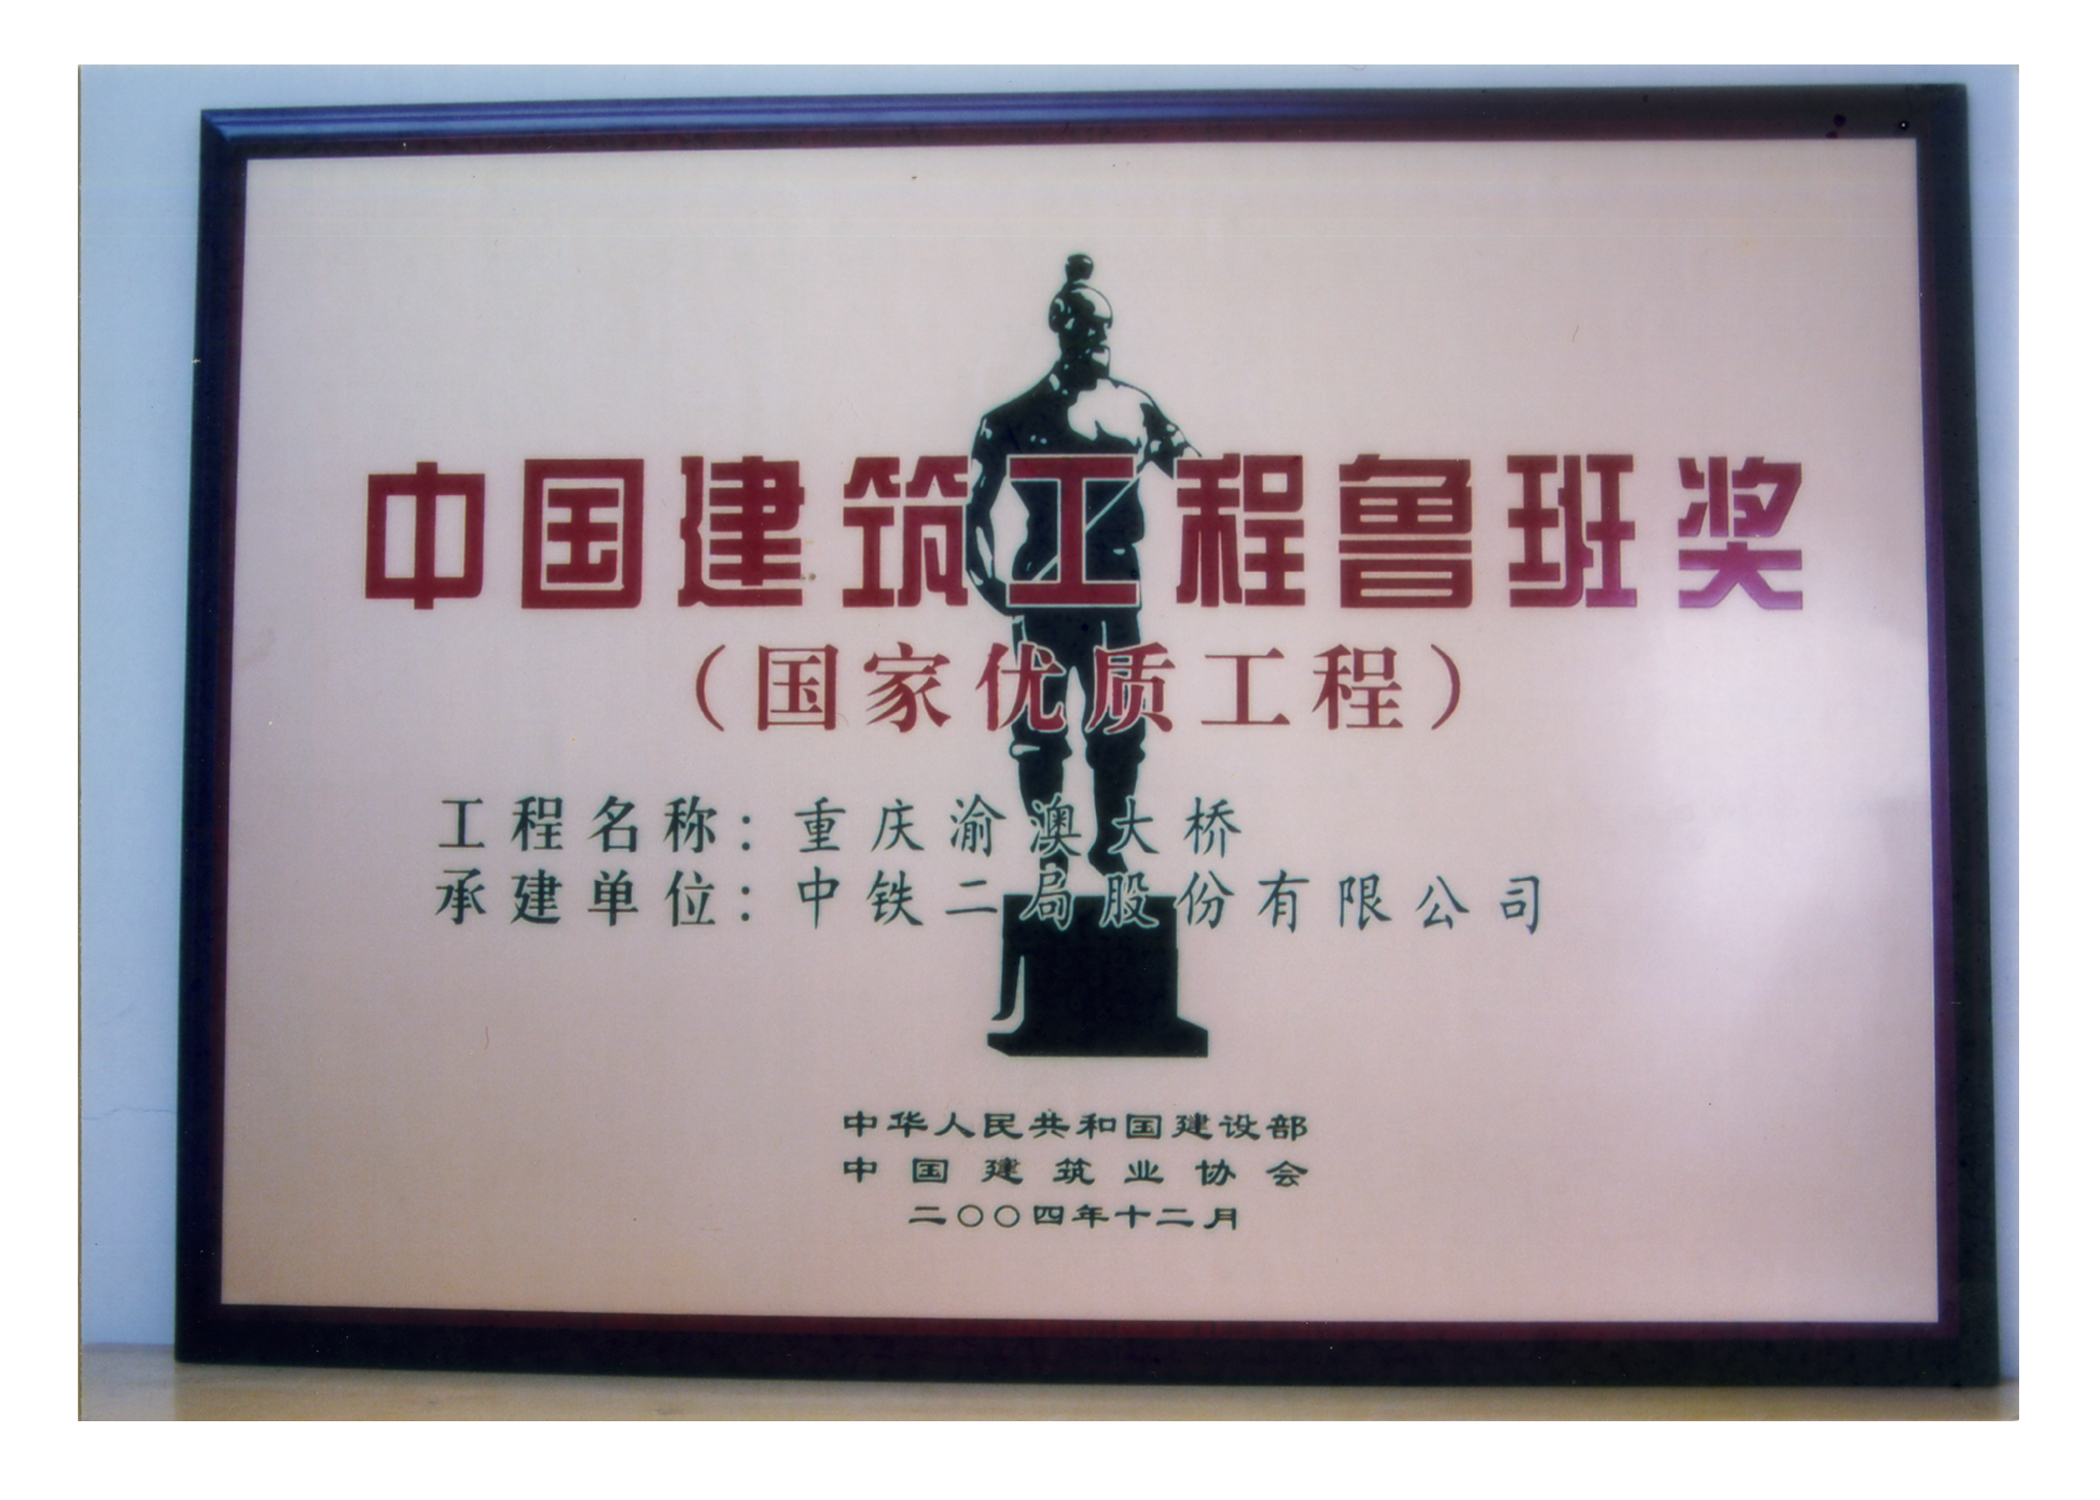 中国建筑工程鲁班奖
（国家优质工程）
工程名称：重庆渝澳大桥
承建单位：中铁二局股份有限公司
中华人民共和国建设部
中国建筑业协会
二〇〇四年十二月